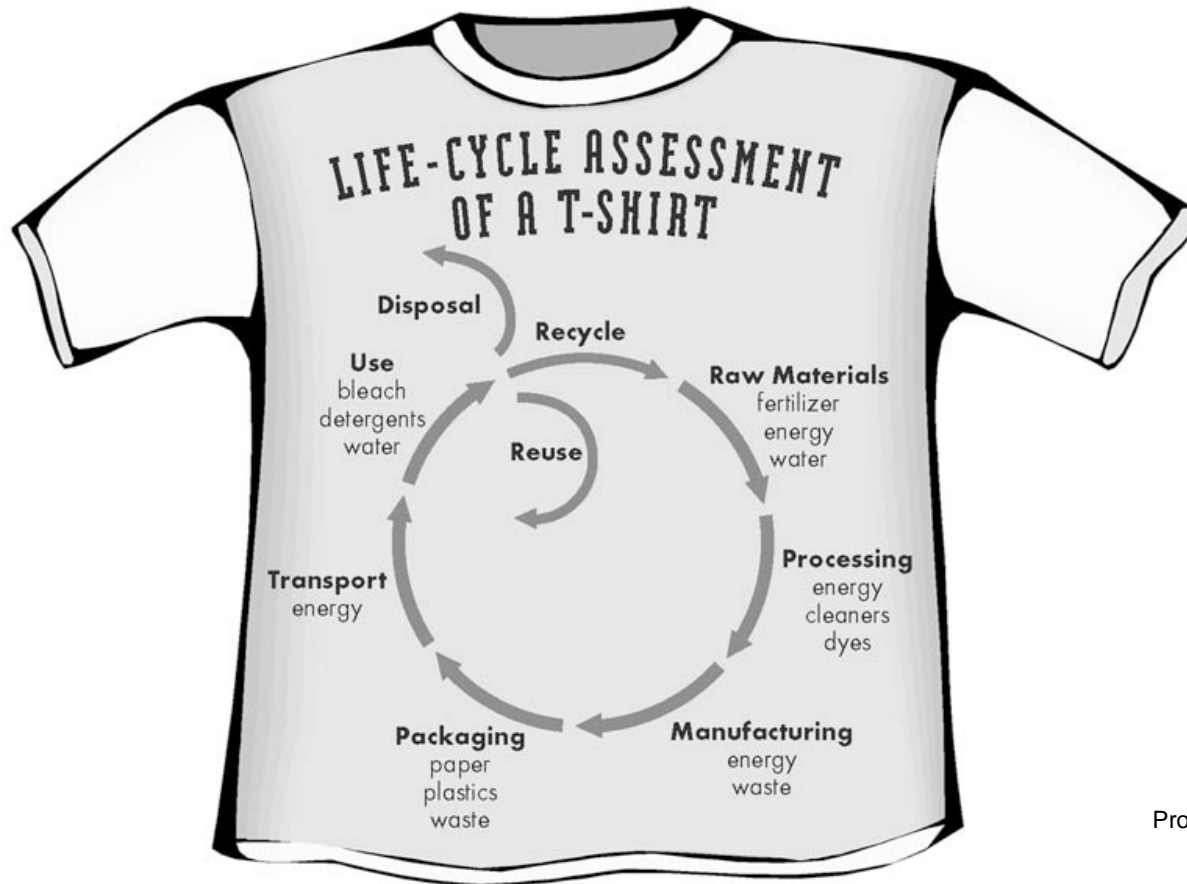 LIFE-CYCLE ASSESSMENT
OF A T-SHIRT
Disposal
Recycle
Use
bleach
detergents
water
Reuse
Raw Materials
fertilizer
energy
water
Processing
energy
cleaners
dyes
Transport
energy
Packaging
paper
plastics
waste
Manufacturing
energy
waste
Pro